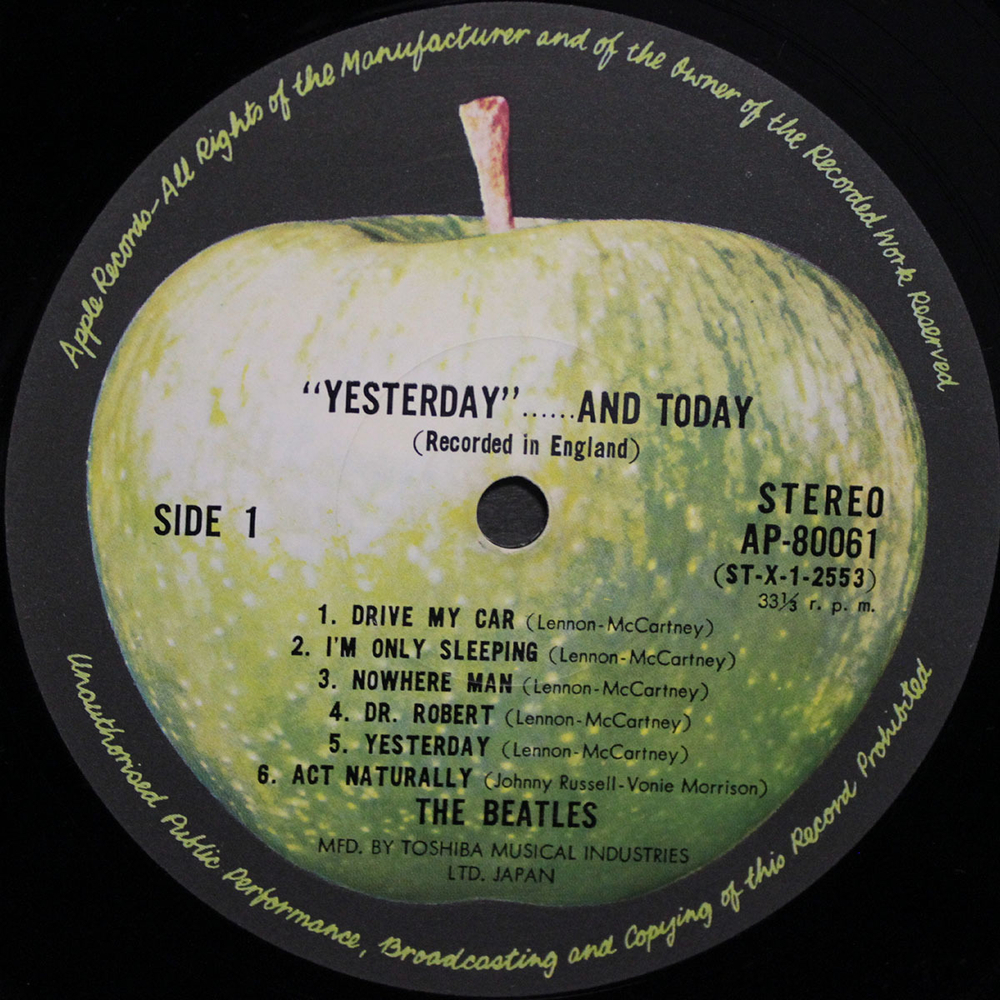 Apple Records-All Rights of the Manufacturer and of the Owner of the Recorded Work Reserved
“YESTERDAY”......AND TODAY
(Recorded in England)
SIDE 1
STEREO
AP-80061
(ST-X-1-2553)
33⅓ r. p. m.
1. DRIVE MY CAR (Lennon-McCartney)
2. I'M ONLY SLEEPING (Lennon-McCartney)
3. NOWHERE MAN (Lennon-McCartney)
4. DR. ROBERT (Lennon-McCartney)
5. YESTERDAY (Lennon-McCartney)
6. ACT NATURALLY (Johnny Russell-Vonie Morrison)
THE BEATLES
MFD. BY TOSHIBA MUSICAL INDUSTRIES
LTD. JAPAN
Unauthorised Public Performance, Broadcasting and Copying of this Record Prohibited